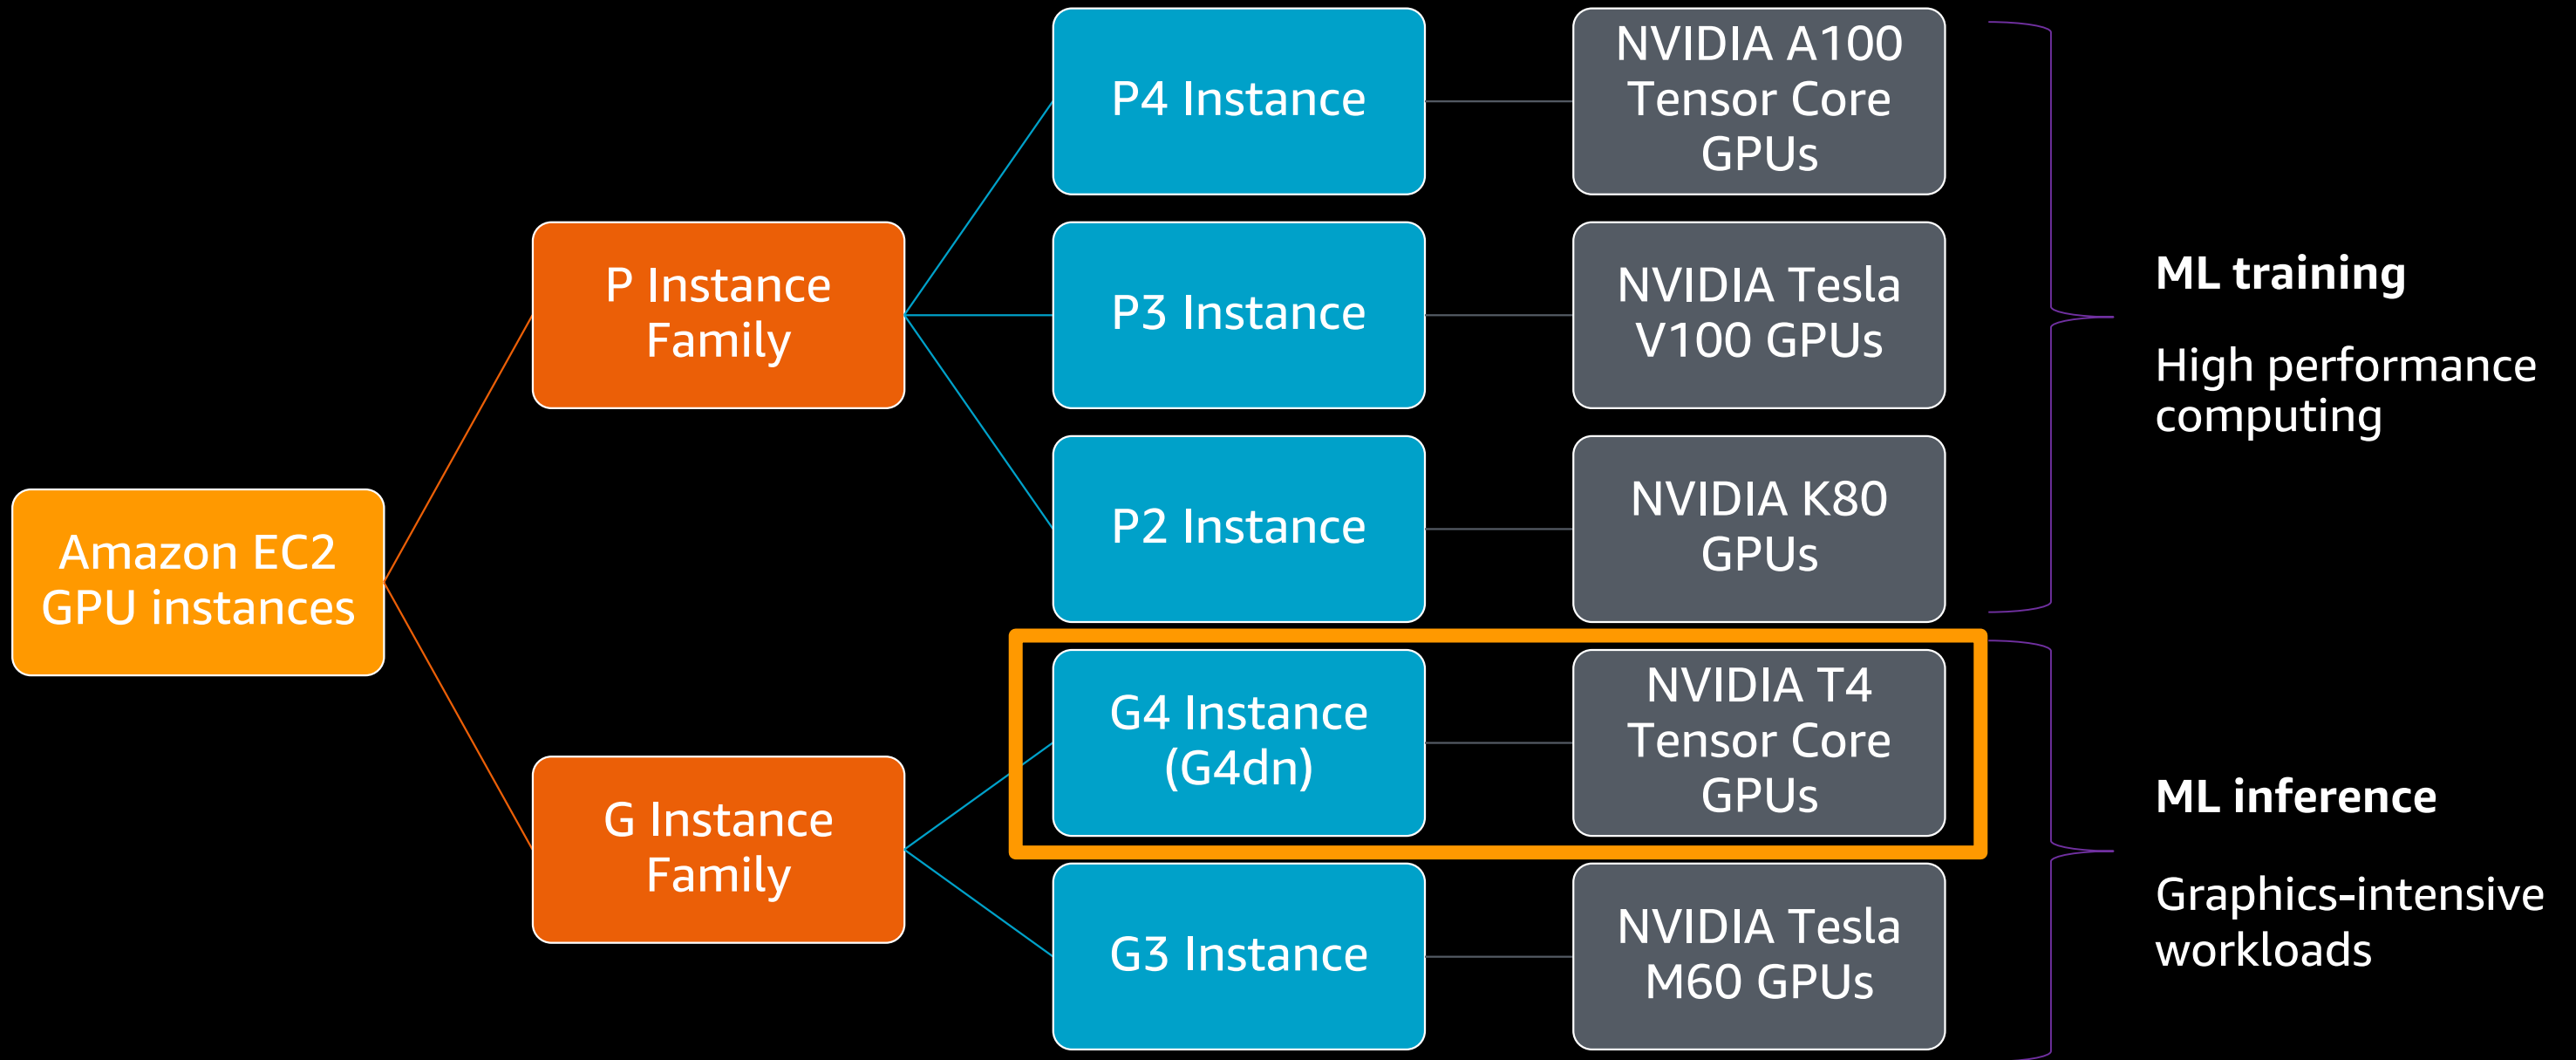 Amazon EC2
GPU instances
P Instance
Family
G Instance
Family
P4 Instance
P3 Instance
P2 Instance
G4 Instance
(G4dn)
G3 Instance
NVIDIA A100
Tensor Core
GPUs
NVIDIA Tesla
V100 GPUs
NVIDIA K80
GPUs
NVIDIA T4
Tensor Core
GPUs
NVIDIA Tesla
M60 GPUs
ML training
High performance
computing
ML inference
Graphics-intensive
workloads